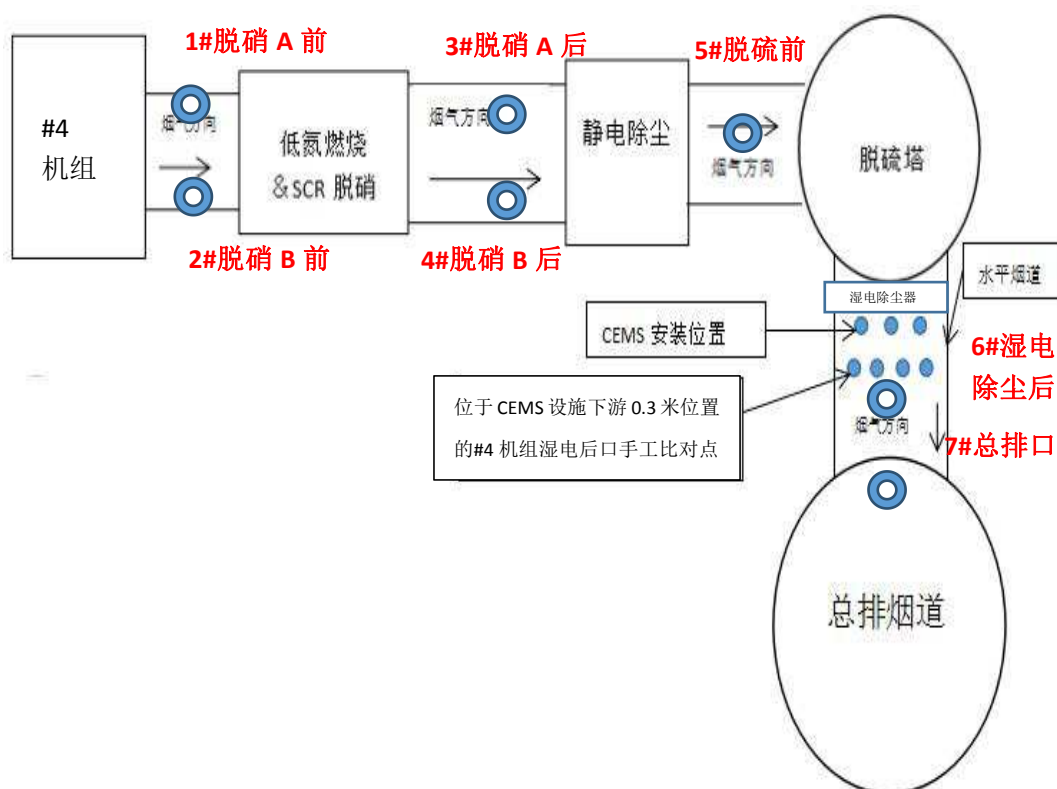 1#脱硝 A 前
3#脱硝 A 后
5#脱硫前
#4
机组
烟气方向
低氮燃烧
&SCR 脱硝
烟气方向
静电除尘
烟气方向
脱硫塔
2#脱硝 B 前
4#脱硝 B 后
水平烟道
湿电除尘器
CEMS 安装位置
6#湿电
除尘后
位于 CEMS 设施下游 0.3 米位置
的#4 机组湿电后口手工比对点
烟气方向
7#总排口
总排烟道